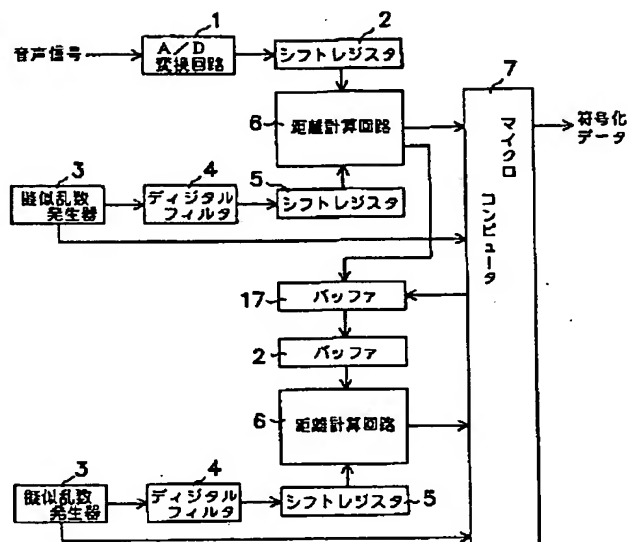 1
2
音声信号
A/D
変換回路
シフトレジスタ
7
6
距離計算回路
符号化
データ
マイクロ
コンピュータ
3
4
5
擬似乱数
発生器
ディジタル
フィルタ
シフトレジスタ
17
バッファ
2
バッファ
6
距離計算回路
3
4
擬似乱数
発生器
ディジタル
フィルタ
シフトレジスタ
5